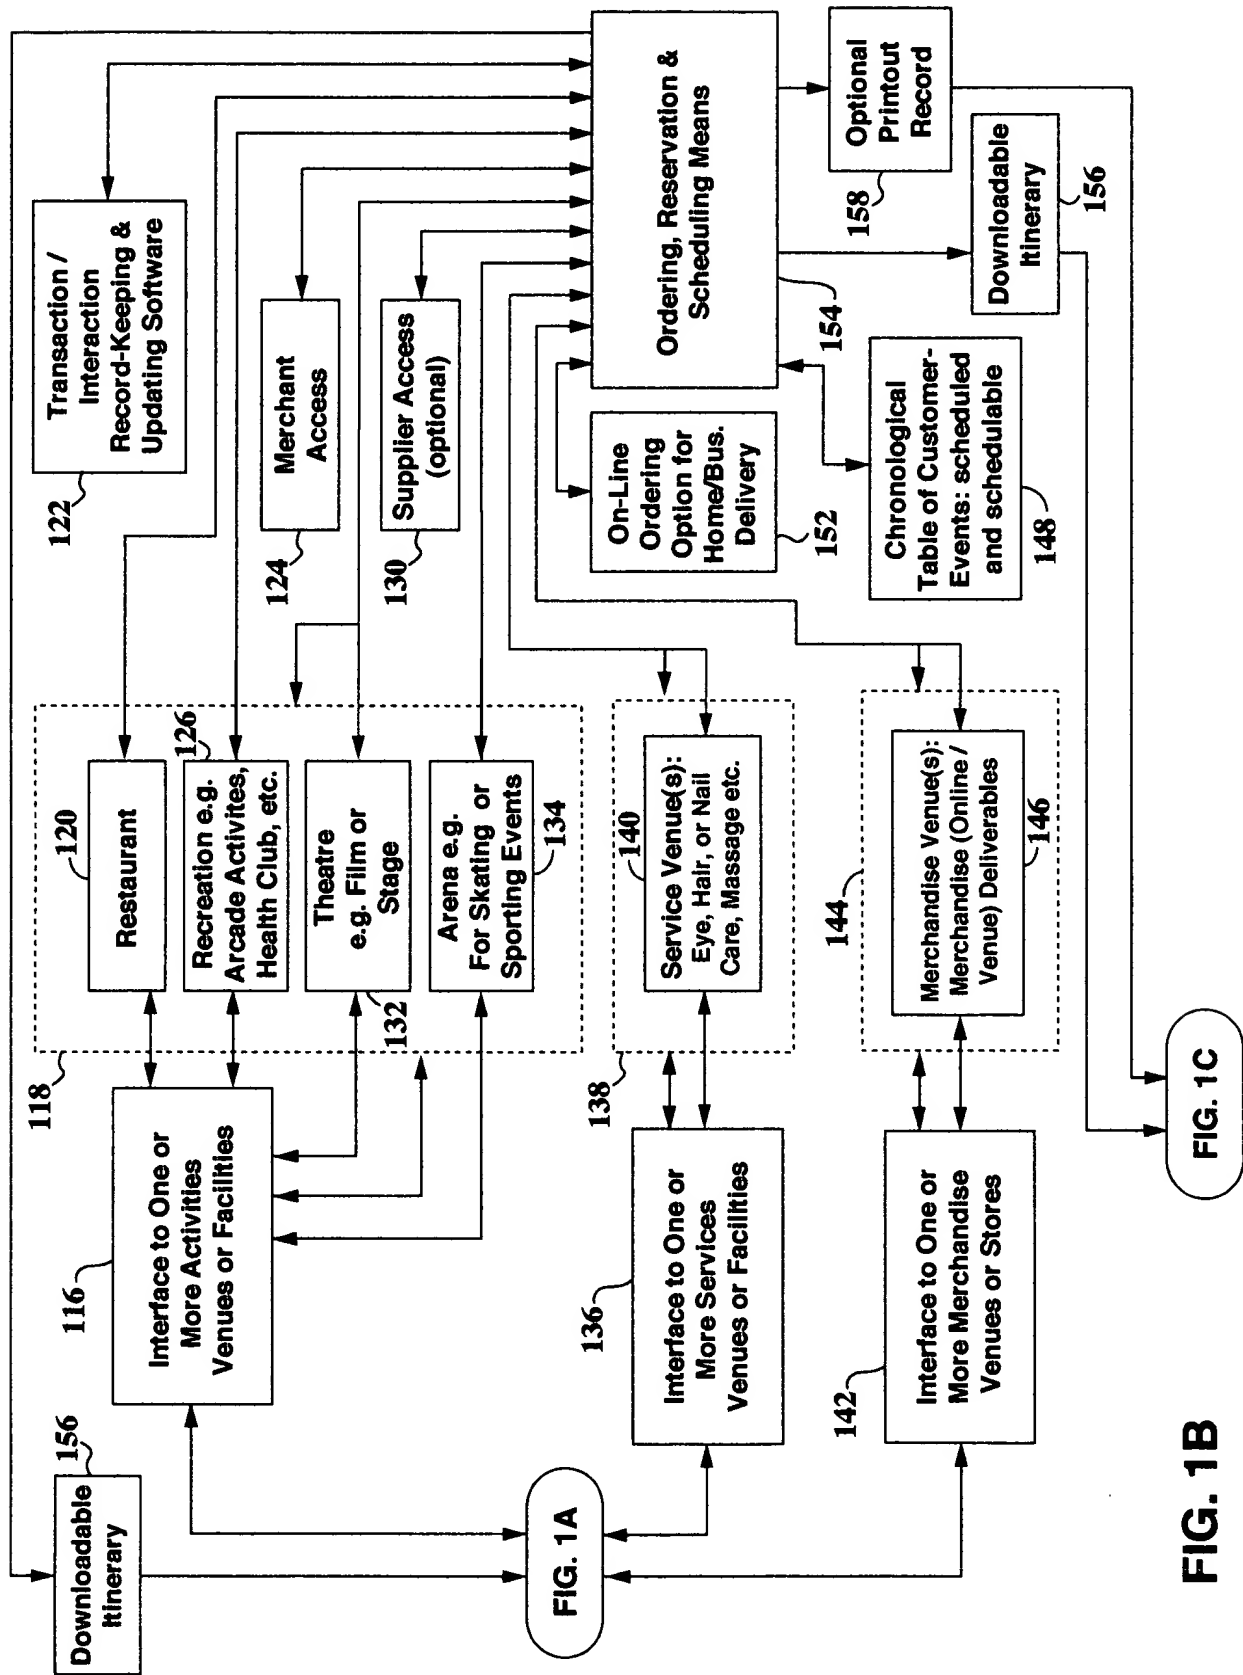 Downloadable
Itinerary
156
FIG. 1A
116
Interface to One or
More Activities
Venues or Facilities
118
120
Restaurant
126
Recreation e.g.
Arcade Activites,
Health Club, etc.
Theatre
e.g. Film or
Stage
132
Arena e.g.
For Skating or
Sporting Events
134
136
Interface to One or
More Services
Venues or Facilities
138
140
Service Venue(s):
Eye, Hair, or Nail
Care, Massage etc.
142
Interface to One or
More Merchandise
Venues or Stores
144
Merchandise Venue(s):
Merchandise (Online /
Venue) Deliverables
146
122
Transaction /
Interaction
Record-Keeping &
Updating Software
124
Merchant
Access
130
Supplier Access
(optional)
On-Line
Ordering
Option for
Home/Bus.
Delivery
152
Chronological
Table of Customer-
Events: scheduled
and schedulable
148
Ordering, Reservation &
Scheduling Means
154
Optional
Printout
Record
158
Downloadable
Itinerary
156
FIG. 1C
FIG. 1B